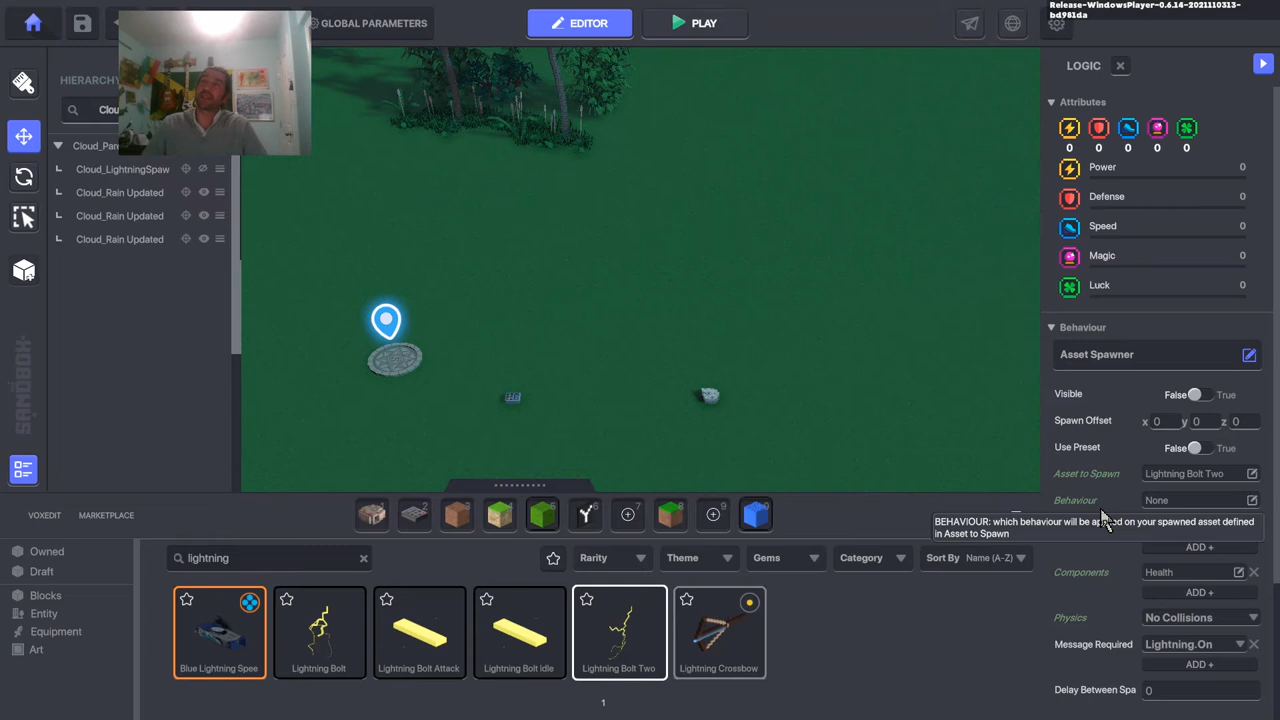 Release-WindowsPlayer-0.6.14-2021110313-
bd981da
GLOBAL PARAMETERS
EDITOR
PLAY
HIERARCHY
Clou
Cloud_Pa
Cloud_LightningSpaw
Cloud_Rain Updated
Cloud_Rain Updated
Cloud_Rain Updated
SANDBOX
LOGIC
Attributes
0 0 0 0 0
Power 0
Defense 0
Speed 0
Magic 0
Luck 0
Behaviour
Asset Spawner
Visible False True
Spawn Offset x 0 y 0 z 0
Use Preset False True
Asset to Spawn Lightning Bolt Two
Behaviour None
BEHAVIOUR: which behaviour will be ap d on your spawned asset defined
in Asset to Spawn
ADD +
Components Health
ADD +
Physics No Collisions
Message Required Lightning.On
ADD +
Delay Between Spa 0
VOXEDIT MARKETPLACE
Owned
Draft
Blocks
Entity
Equipment
Art
lightning
Rarity
Theme
Gems
Category
Sort By Name (A-Z)
Blue Lightning Spee
Lightning Bolt
Lightning Bolt Attack
Lightning Bolt Idle
Lightning Bolt Two
Lightning Crossbow
1